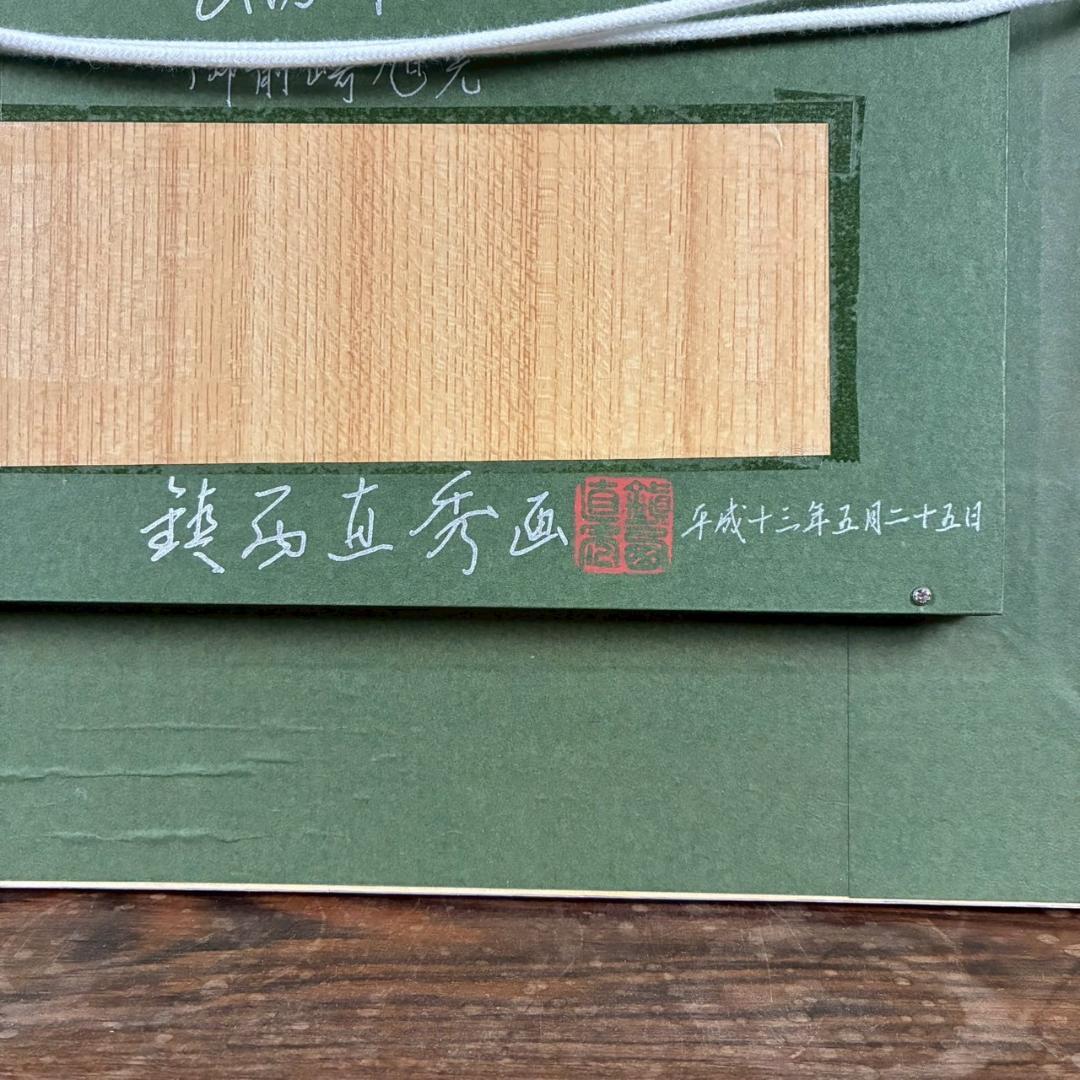 御前崎旭光
鎮西直秀画 平成十三年五月二十五日